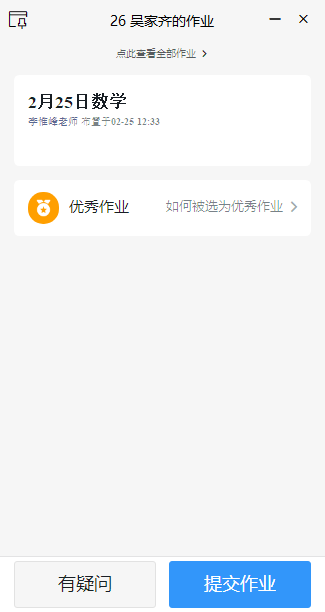 26 吴家齐的作业
点此查看全部作业
2月25日数学
李惟峰老师 布置于02-25 12:33
优秀作业
如何被选为优秀作业
有疑问
提交作业